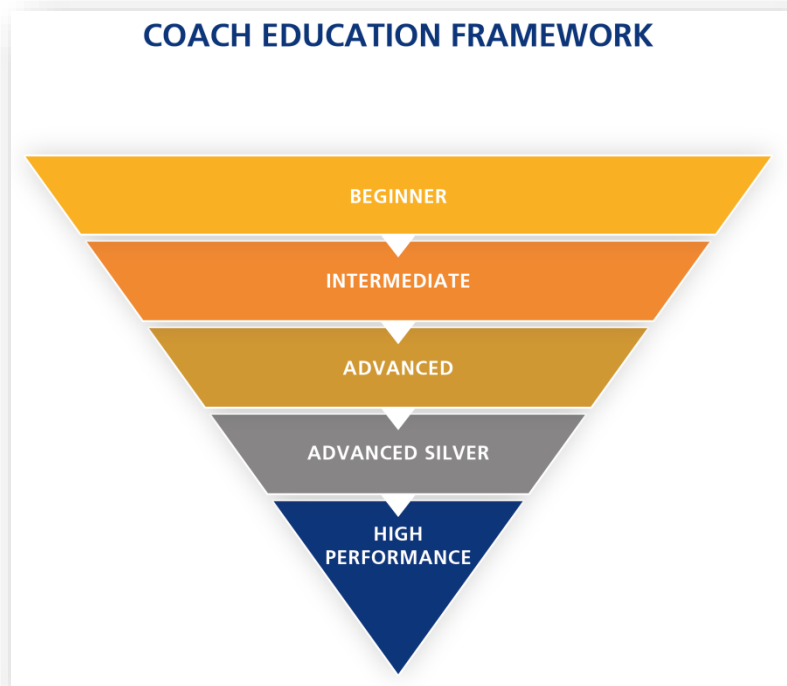 COACH EDUCATION FRAMEWORK
BEGINNER
INTERMEDIATE
ADVANCED
ADVANCED SILVER
HIGH
PERFORMANCE